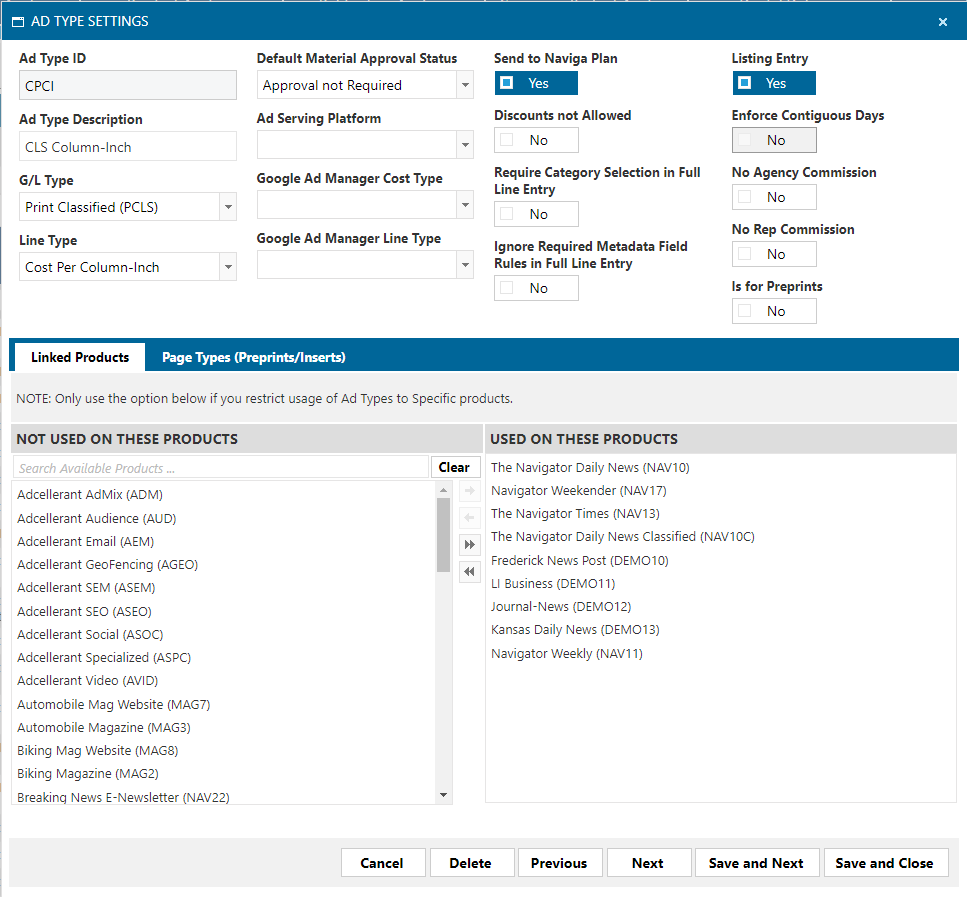 AD TYPE SETTINGS
Ad Type ID
CPCI
Ad Type Description
CLS Column-Inch
G/L Type
Print Classified (PCLS)
Line Type
Cost Per Column-Inch
Default Material Approval Status
Approval not Required
Ad Serving Platform
Google Ad Manager Cost Type
Google Ad Manager Line Type
Send to Naviga Plan
Yes
Discounts not Allowed
No
Require Category Selection in Full
Line Entry
No
Ignore Required Metadata Field
Rules in Full Line Entry
No
Listing Entry
Yes
Enforce Contiguous Days
No
No Agency Commission
No
No Rep Commission
No
Is for Preprints
No
Linked Products
Page Types (Preprints/Inserts)
NOTE: Only use the option below if you restrict usage of Ad Types to Specific products.
NOT USED ON THESE PRODUCTS
Search Available Products ...
Clear
Adcellerant AdMix (ADM)
Adcellerant Audience (AUD)
Adcellerant Email (AEM)
Adcellerant GeoFencing (AGEO)
Adcellerant SEM (ASEM)
Adcellerant SEO (ASEO)
Adcellerant Social (ASOC)
Adcellerant Specialized (ASPC)
Adcellerant Video (AVID)
Automobile Mag Website (MAG7)
Automobile Magazine (MAG3)
Biking Mag Website (MAG8)
Biking Magazine (MAG2)
Breaking News E-Newsletter (NAV22)
USED ON THESE PRODUCTS
The Navigator Daily News (NAV10)
Navigator Weekender (NAV17)
The Navigator Times (NAV13)
The Navigator Daily News Classified (NAV10C)
Frederick News Post (DEMO10)
LI Business (DEMO11)
Journal-News (DEMO12)
Kansas Daily News (DEMO13)
Navigator Weekly (NAV11)
Cancel
Delete
Previous
Next
Save and Next
Save and Close